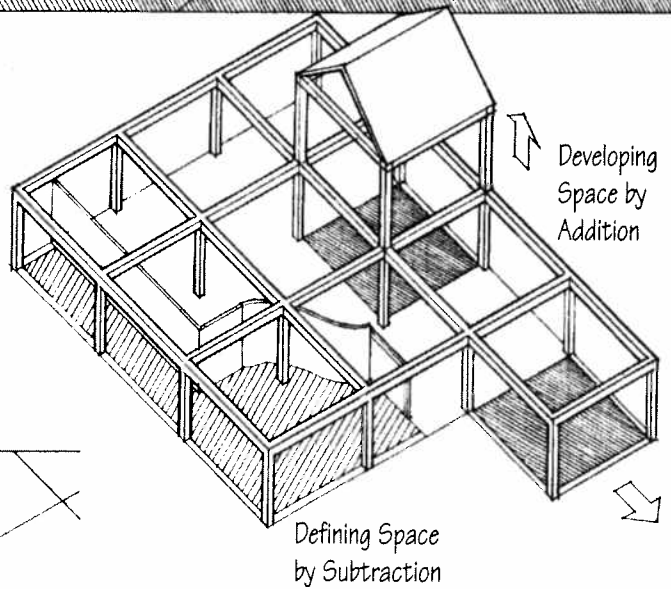 Developing
Space by
Addition
Defining Space
by Subtraction